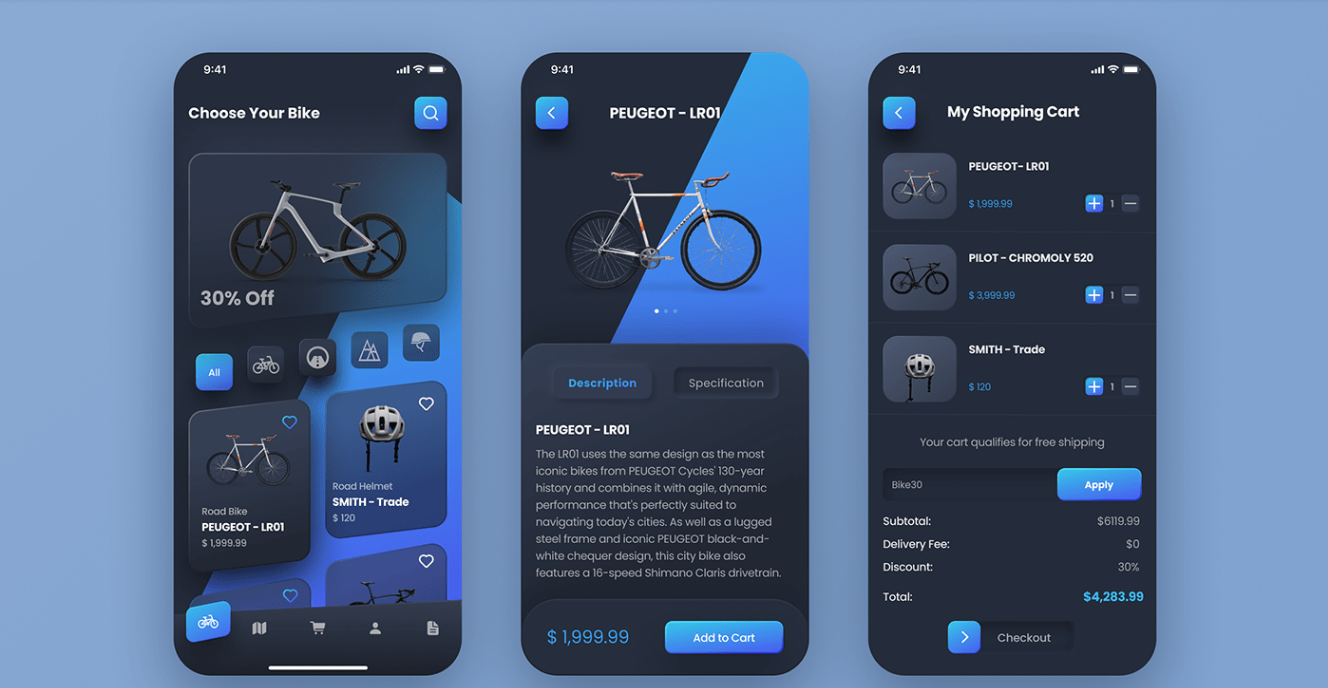 9:41
Choose Your Bike
30% Off
All
Road Bike
PEUGEOT - LR01
$ 1,999.99
Road Helmet
SMITH - Trade
$ 120
9:41
PEUGEOT - LR01
Description
Specification
PEUGEOT - LR01
The LR01 uses the same design as the most
iconic bikes from PEUGEOT Cycles' 130-year
history and combines it with agile, dynamic
performance that's perfectly suited to
navigating today's cities. As well as a lugged
steel frame and iconic PEUGEOT black-and-
white chequer design, this city bike also
features a 16-speed Shimano Claris drivetrain.
$ 1,999.99
Add to Cart
9:41
My Shopping Cart
PEUGEOT- LR01
$ 1,999.99
1
PILOT - CHROMOLY 520
$ 3,999.99
1
SMITH - Trade
$ 120
1
Your cart qualifies for free shipping
Bike30
Apply
Subtotal: $6119.99
Delivery Fee: $0
Discount: 30%
Total: $4,283.99
Checkout